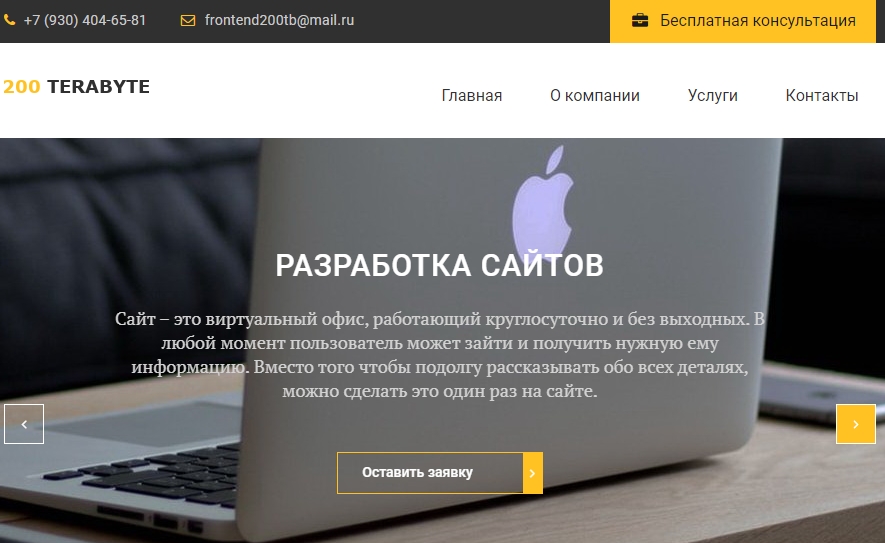 +7 (930) 404-65-81 frontend200tb@mail.ru Бесплатная консультация
200 TERABYTE
Главная О компании Услуги Контакты
РАЗРАБОТКА САЙТОВ
Сайт – это виртуальный офис, работающий круглосуточно и без выходных. В
любой момент пользователь может зайти и получить нужную ему
информацию. Вместо того чтобы подолгу рассказывать обо всех деталях,
можно сделать это один раз на сайте.
Оставить заявку